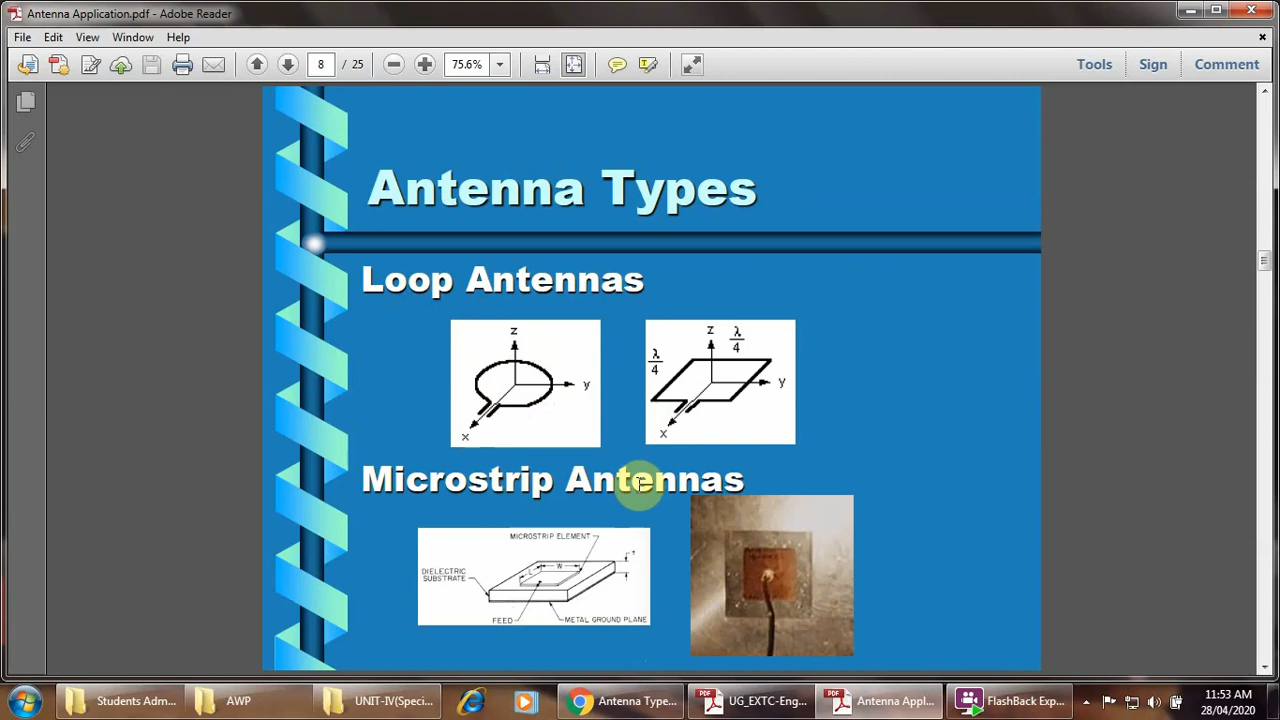 Antenna Application.pdf - Adobe Reader
File Edit View Window Help
8 / 25 75.6% Tools Sign Comment
Antenna Types
Loop Antennas
z
y
x
z
λ
4
λ
4
y
x
Microstrip Antennas
MICROSTRIP ELEMENT
DIELECTRIC
SUBSTRATE
L
W
T
FEED
METAL GROUND PLANE
Students Adm... AWP UNIT-IV(Speci... Antenna Type... UG_EXTC-Eng... Antenna Appl... FlashBack Exp...
11:53 AM
28/04/2020